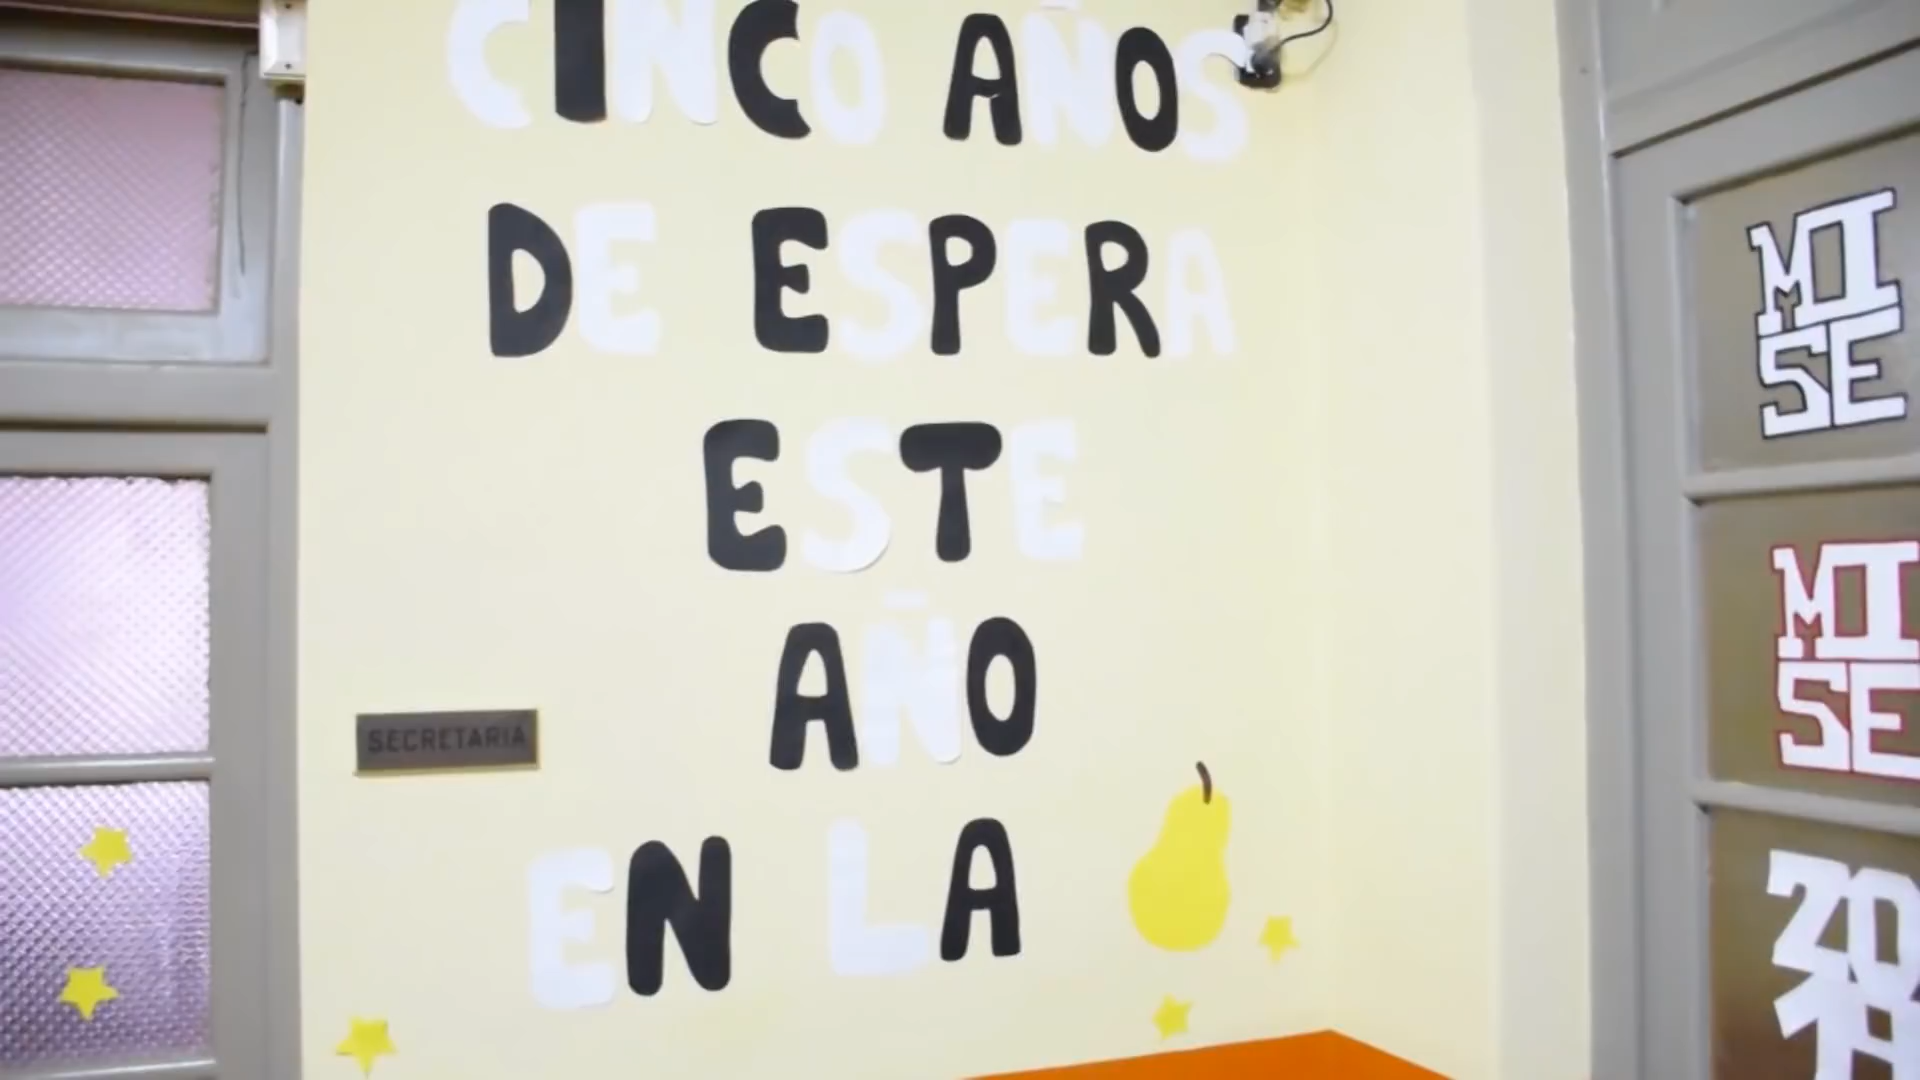 CINCO AÑOS
DE ESPERA
ESTE
AÑO
EN LA
SECRETARIA
MI
SE
MI
SE